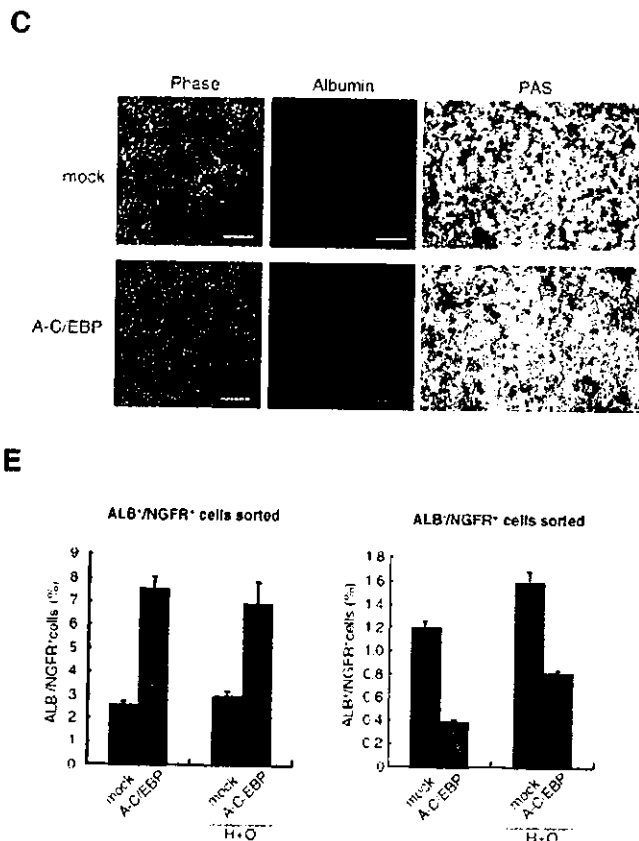 C
Phase Albumin PAS
mock
A-C/EBP
E
ALB⁺/NGFR⁺ cells sorted
ALB⁻/NGFR⁺cells (%)
9
8
7
6
5
4
3
2
1
0
mock
A-C/EBP
mock
A-C-EBP
H+O
ALB⁻/NGFR⁺ cells sorted
ALB⁺/NGFR⁺cells (%)
1.8
1.6
1.4
1.2
1.0
0.8
0.6
0.4
0.2
0
mock
A-C/EBP
mock
A-C-EBP
H+O